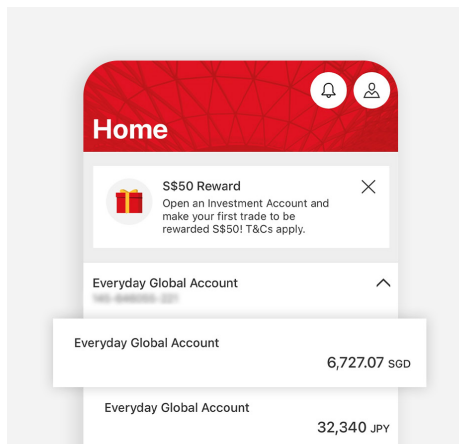 Home
S$50 Reward
Open an Investment Account and
make your first trade to be
rewarded S$50! T&Cs apply.
Everyday Global Account
Everyday Global Account
6,727.07 SGD
Everyday Global Account
32,340 JPY